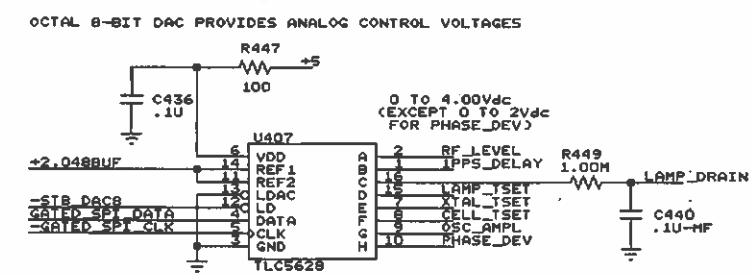 OCTAL 8-BIT DAC PROVIDES ANALOG CONTROL VOLTAGES
R447
+5
100
C436
.1U
0 TO 4.00Vdc
(EXCEPT 0 TO 2Vdc
FOR PHASE_DEV)
U407
6 VDD A 2 RF_LEVEL
+2.048BUF 14 REF1 B 1 1PPS_DELAY
11 REF2 C 16 R449 1.00M LAMP_DRAIN
13 LDAC D 15 LAMP_TSET
-STB_DAC8 12 LD E 7 XTAL_TSET
GATED_SPI_DATA 4 DATA F 8 CELL_TSET
-GATED_SPI_CLK 5 CLK G 9 OSC_AMPL
3 GND H 10 PHASE_DEV
TLC5628
C440
.1U-MF